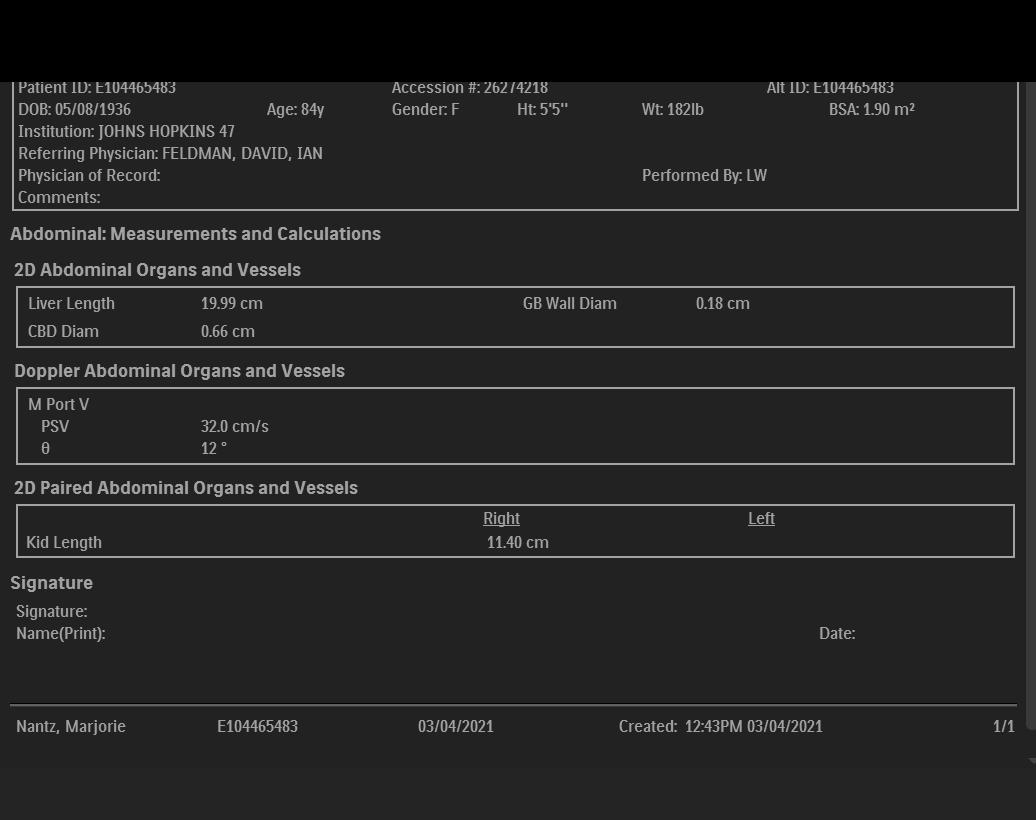 Patient ID: E104465483 Accession #: 26274218 Alt ID: E104465483
DOB: 05/08/1936 Age: 84y Gender: F Ht: 5'5'' Wt: 182lb BSA: 1.90 m²
Institution: JOHNS HOPKINS 47
Referring Physician: FELDMAN, DAVID, IAN
Physician of Record: Performed By: LW
Comments:
Abdominal: Measurements and Calculations
2D Abdominal Organs and Vessels
Liver Length 19.99 cm GB Wall Diam 0.18 cm
CBD Diam 0.66 cm
Doppler Abdominal Organs and Vessels
M Port V
PSV 32.0 cm/s
θ 12 °
2D Paired Abdominal Organs and Vessels
Right Left
Kid Length 11.40 cm
Signature
Signature:
Name(Print): Date:
Nantz, Marjorie E104465483 03/04/2021 Created: 12:43PM 03/04/2021 1/1